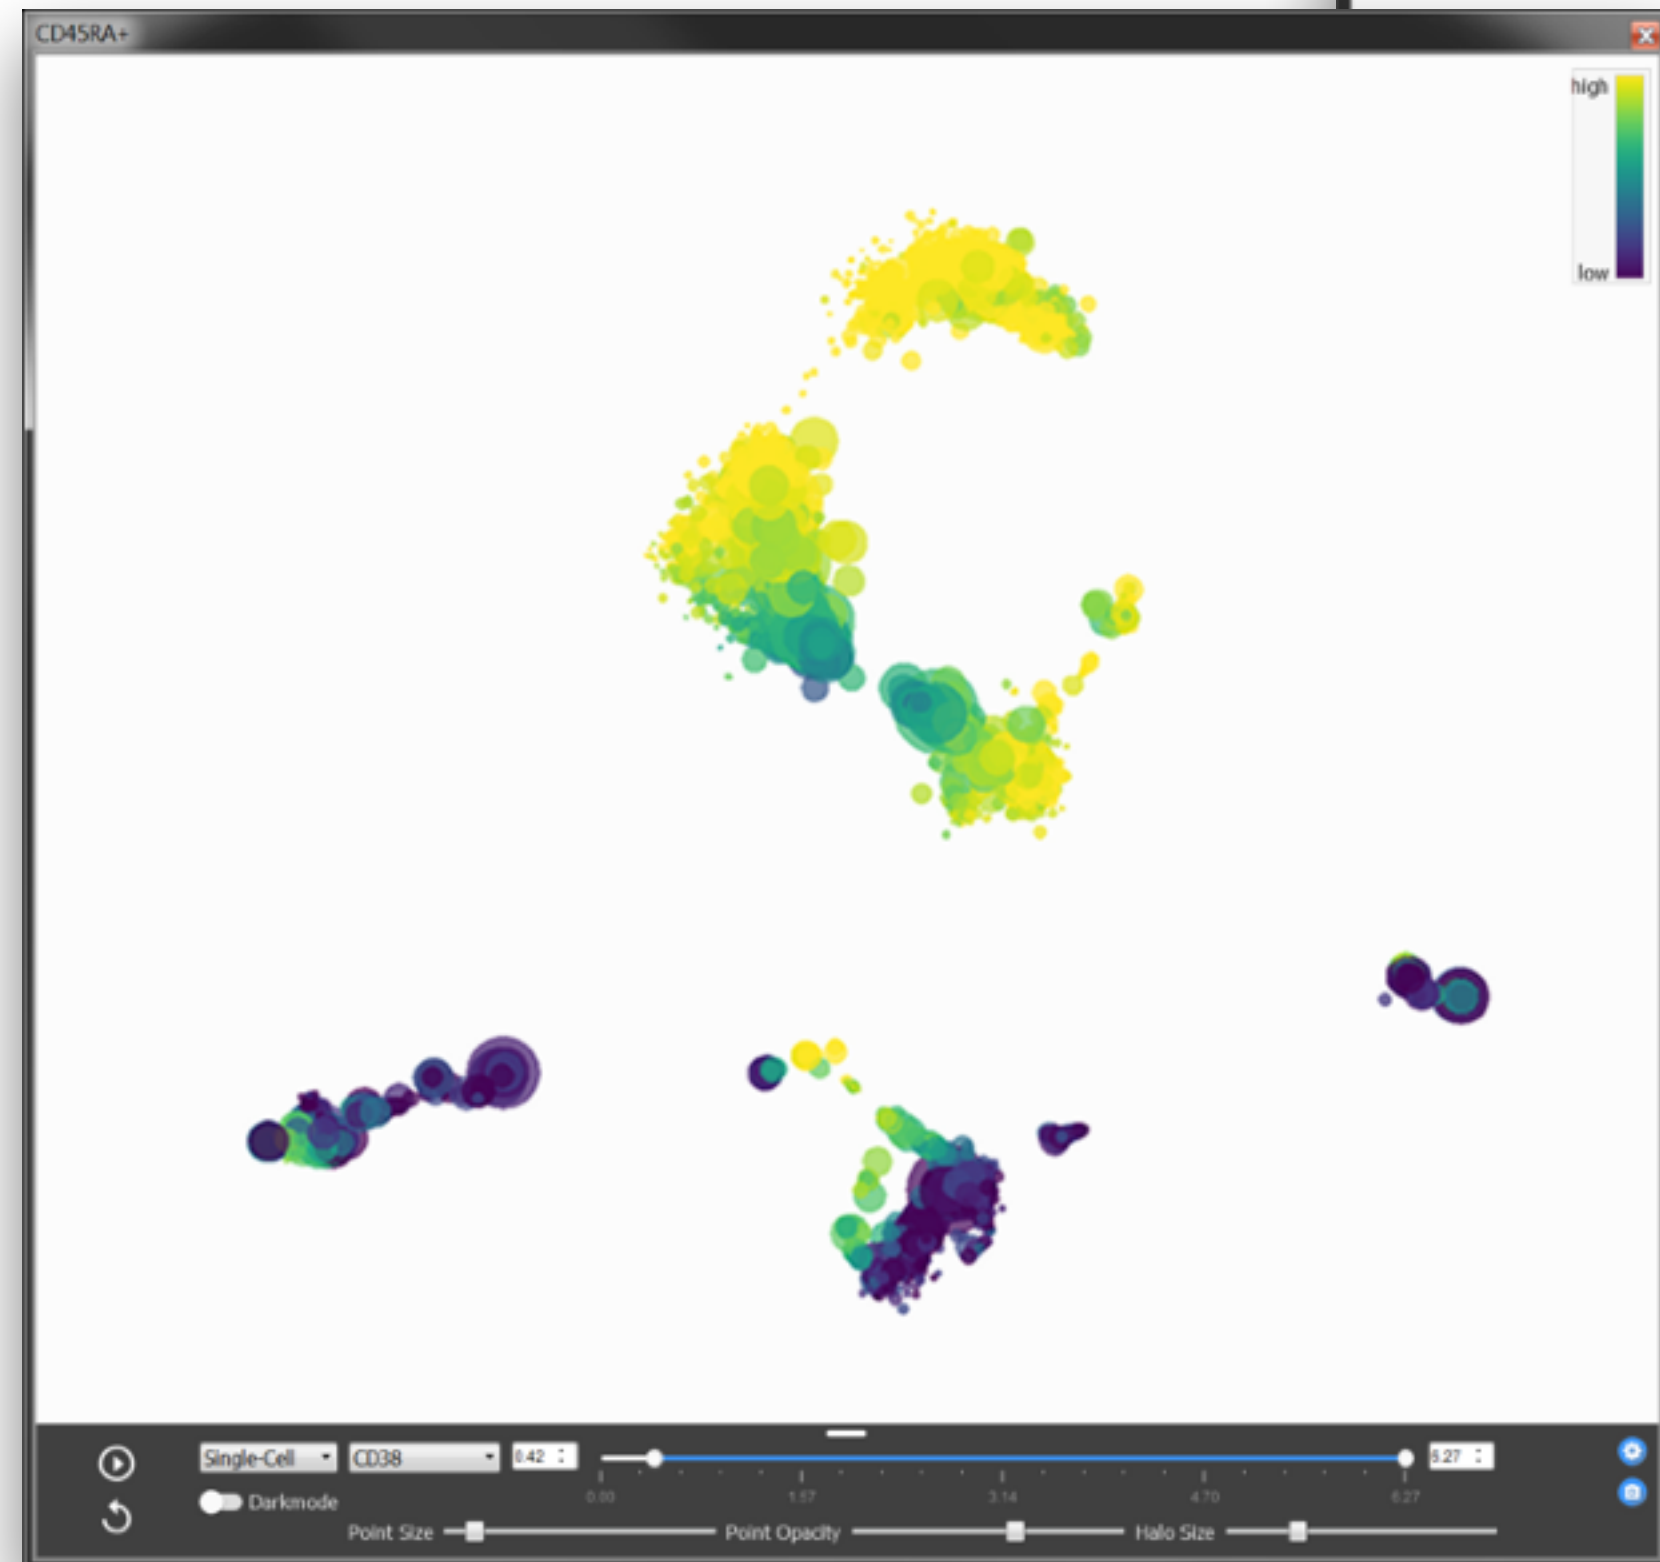 CD45RA+
high
low
Single-Cell
CD38
0.42
6.27
Darkmode
0.00
1.57
3.14
4.70
6.27
Point Size
Point Opacity
Halo Size